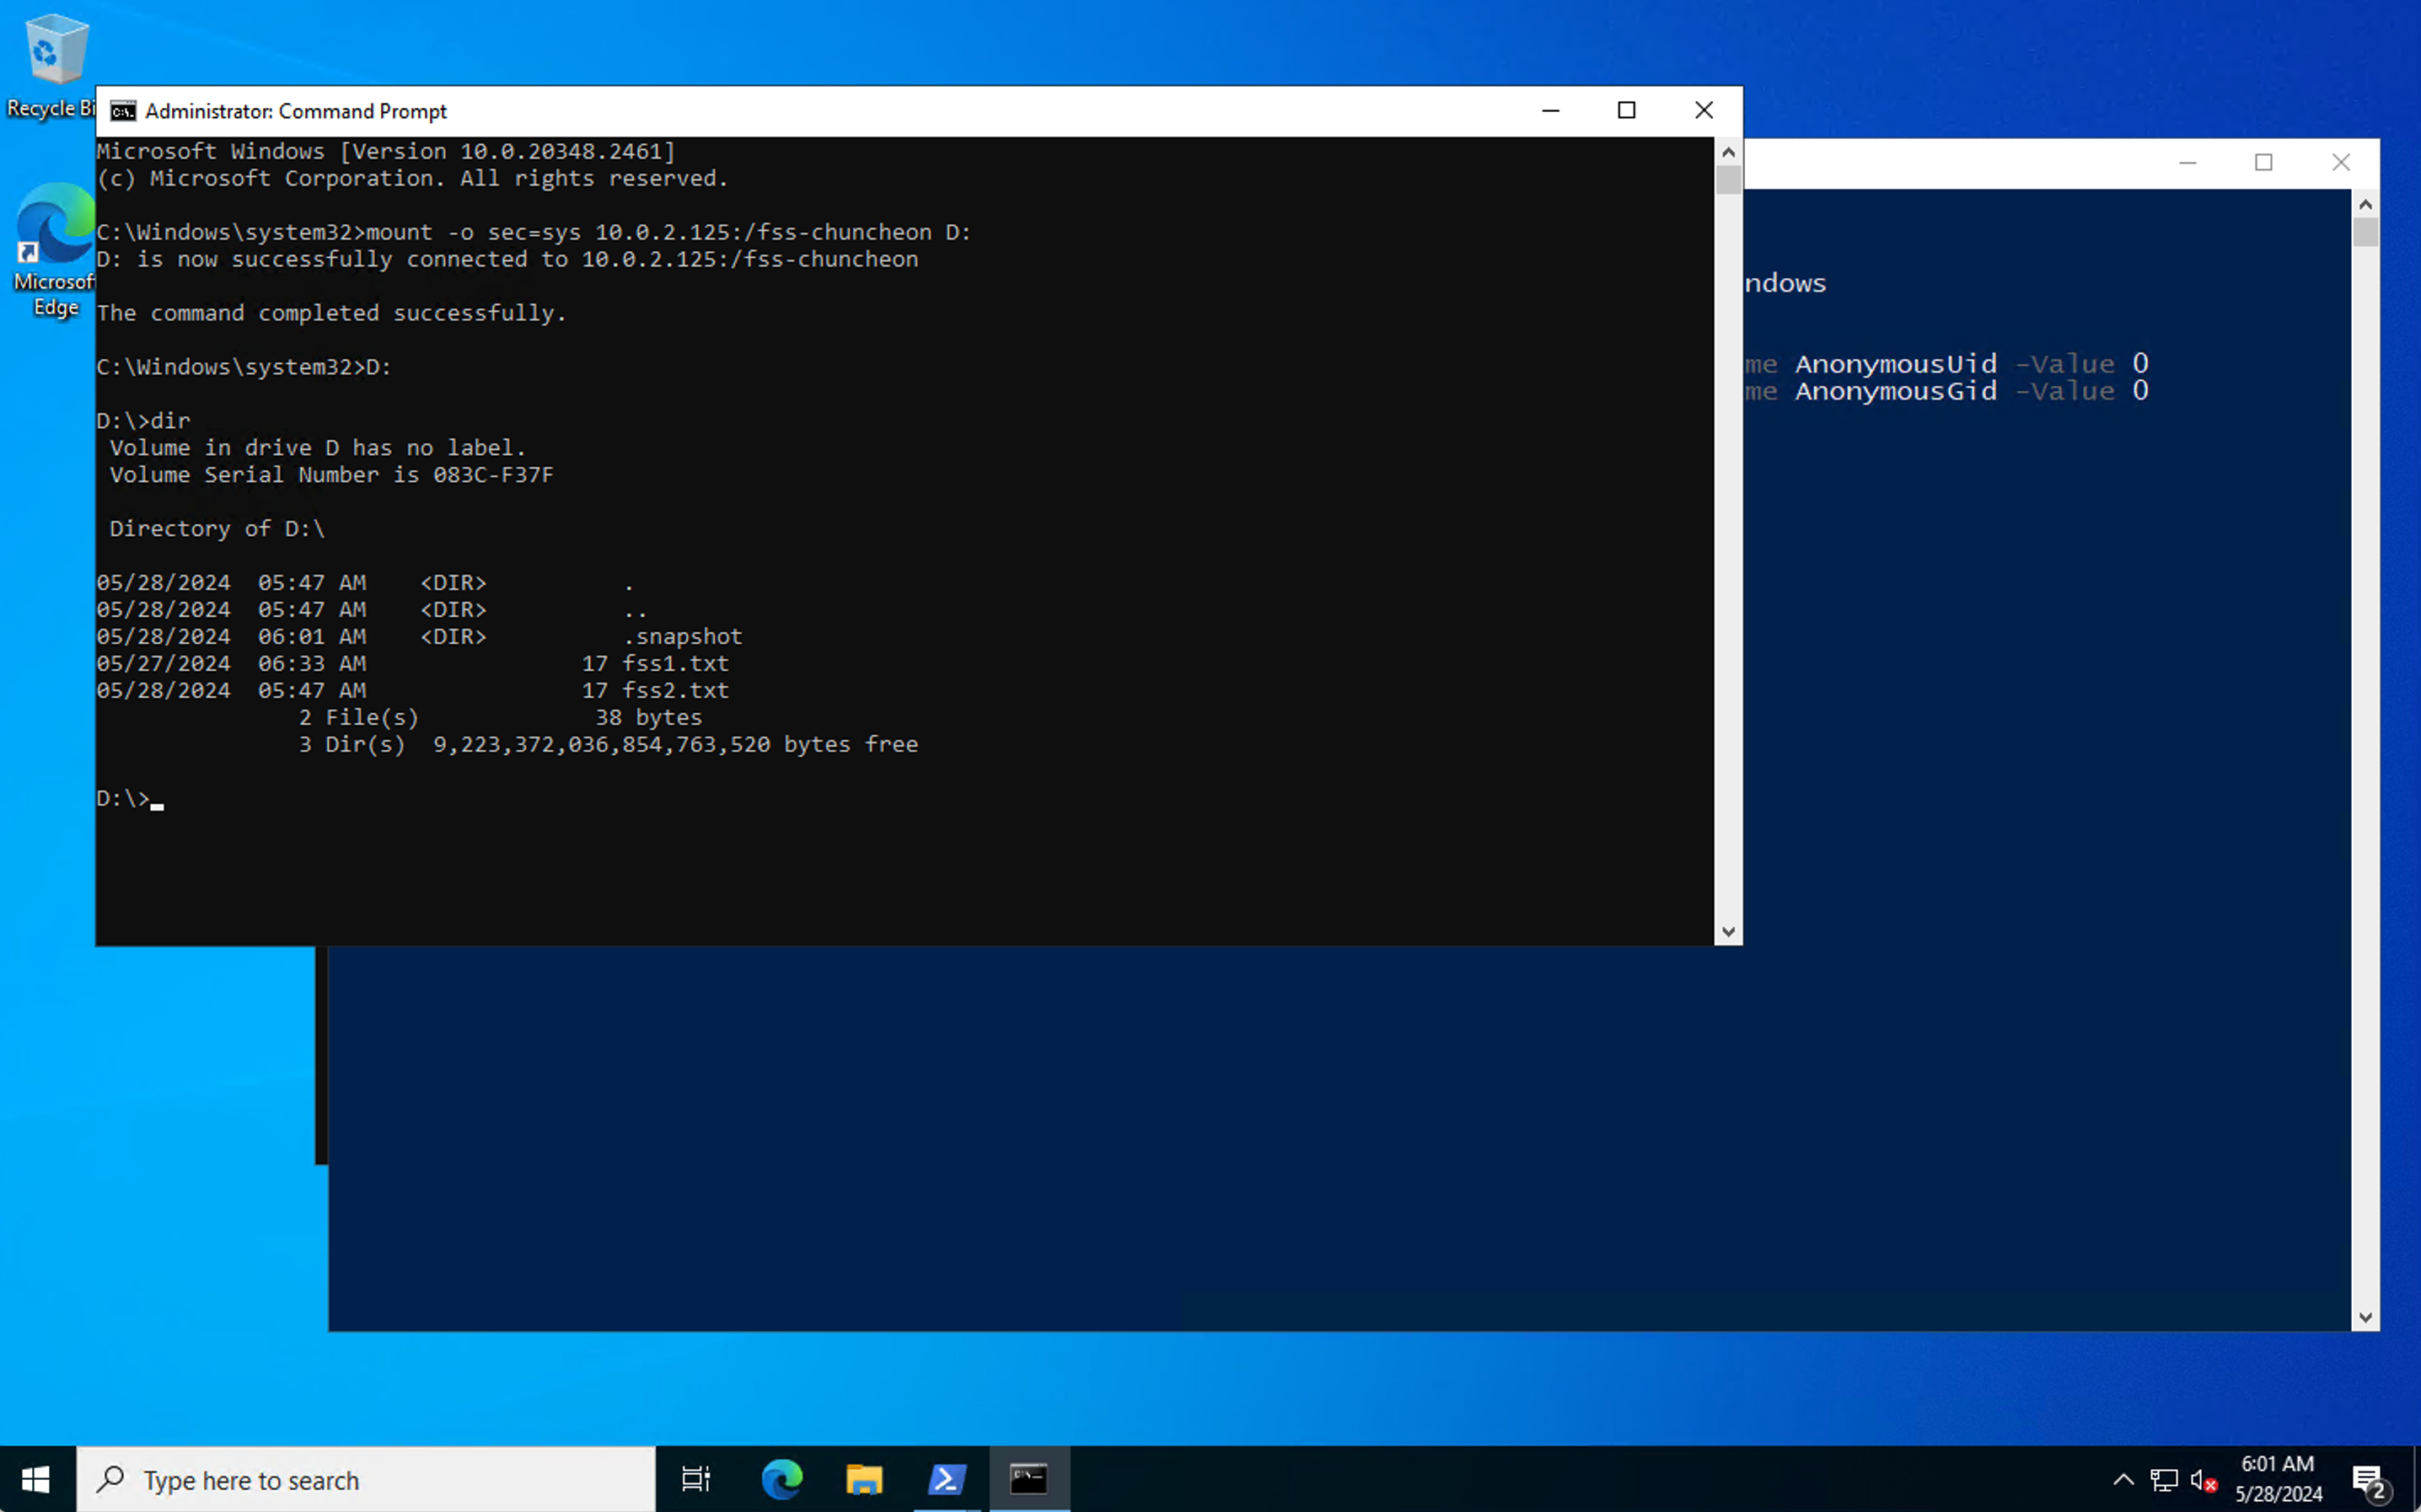 Recycle Bi
Microsof
Edge
Administrator: Command Prompt
Microsoft Windows [Version 10.0.20348.2461]
(c) Microsoft Corporation. All rights reserved.
C:\Windows\system32>mount -o sec=sys 10.0.2.125:/fss-chuncheon D:
D: is now successfully connected to 10.0.2.125:/fss-chuncheon
The command completed successfully.
C:\Windows\system32>D:
D:\>dir
Volume in drive D has no label.
Volume Serial Number is 083C-F37F
Directory of D:\
05/28/2024  05:47 AM    <DIR>          .
05/28/2024  05:47 AM    <DIR>          ..
05/28/2024  06:01 AM    <DIR>          .snapshot
05/27/2024  06:33 AM                17 fss1.txt
05/28/2024  05:47 AM                17 fss2.txt
2 File(s)             38 bytes
3 Dir(s)  9,223,372,036,854,763,520 bytes free
D:\>
ndows
me AnonymousUid -Value 0
me AnonymousGid -Value 0
Type here to search
6:01 AM
5/28/2024
2